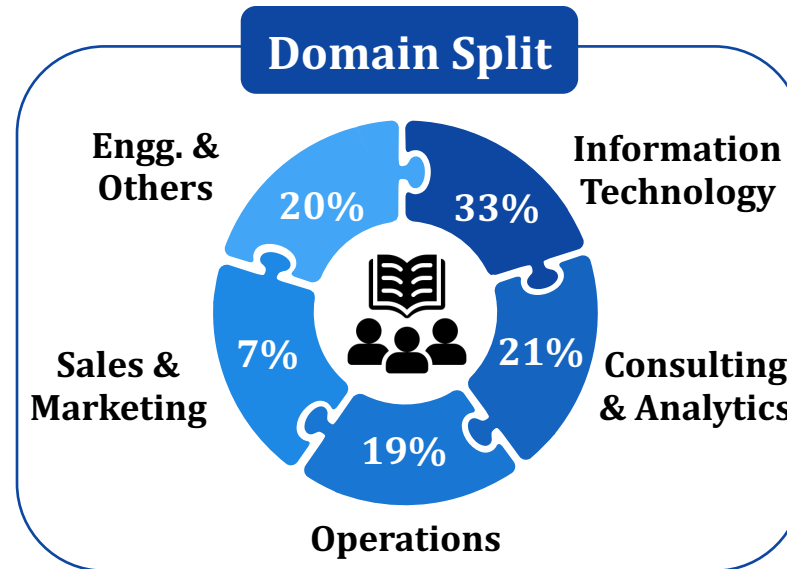 Domain Split
Engg. &
Others
20%
33%
Information
Technology
Sales &
Marketing
7%
21%
Consulting
& Analytics
19%
Operations